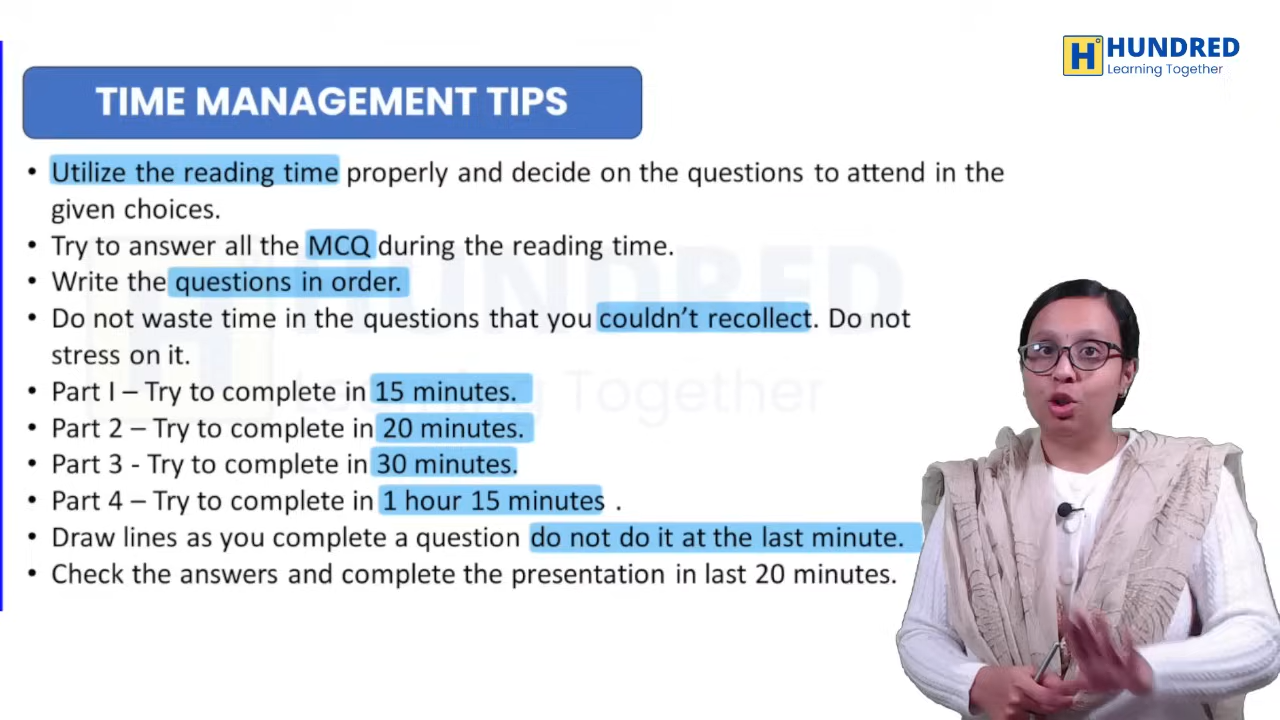 HUNDRED
Learning Together
TIME MANAGEMENT TIPS
• Utilize the reading time properly and decide on the questions to attend in the
given choices.
• Try to answer all the MCQ during the reading time.
• Write the questions in order.
• Do not waste time in the questions that you couldn't recollect. Do not
stress on it.
• Part I – Try to complete in 15 minutes.
• Part 2 – Try to complete in 20 minutes.
• Part 3 - Try to complete in 30 minutes.
• Part 4 – Try to complete in 1 hour 15 minutes .
• Draw lines as you complete a question do not do it at the last minute.
• Check the answers and complete the presentation in last 20 minutes.
HUNDRED
Learning Together